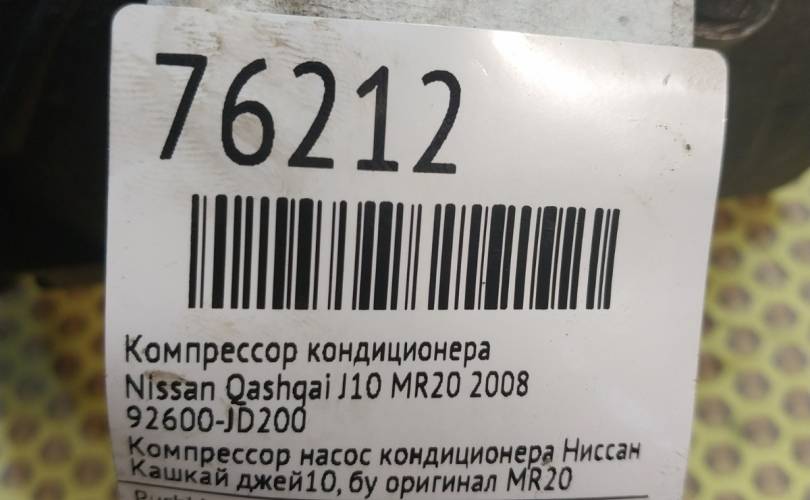 76212
Компрессор кондиционера
Nissan Qashqai J10 MR20 2008
92600-JD200
Компрессор насос кондиционера Ниссан
Кашкай джей10, бу оригинал MR20